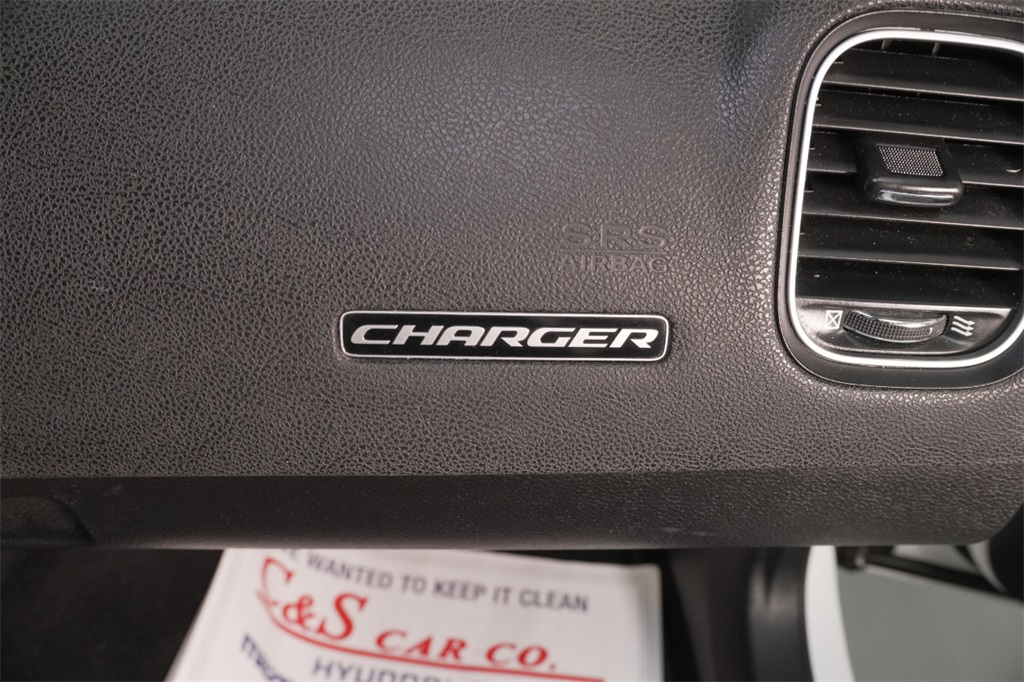 SRS
AIRBAG
CHARGER
WANTED TO KEEP IT CLEAN
C&S CAR CO.